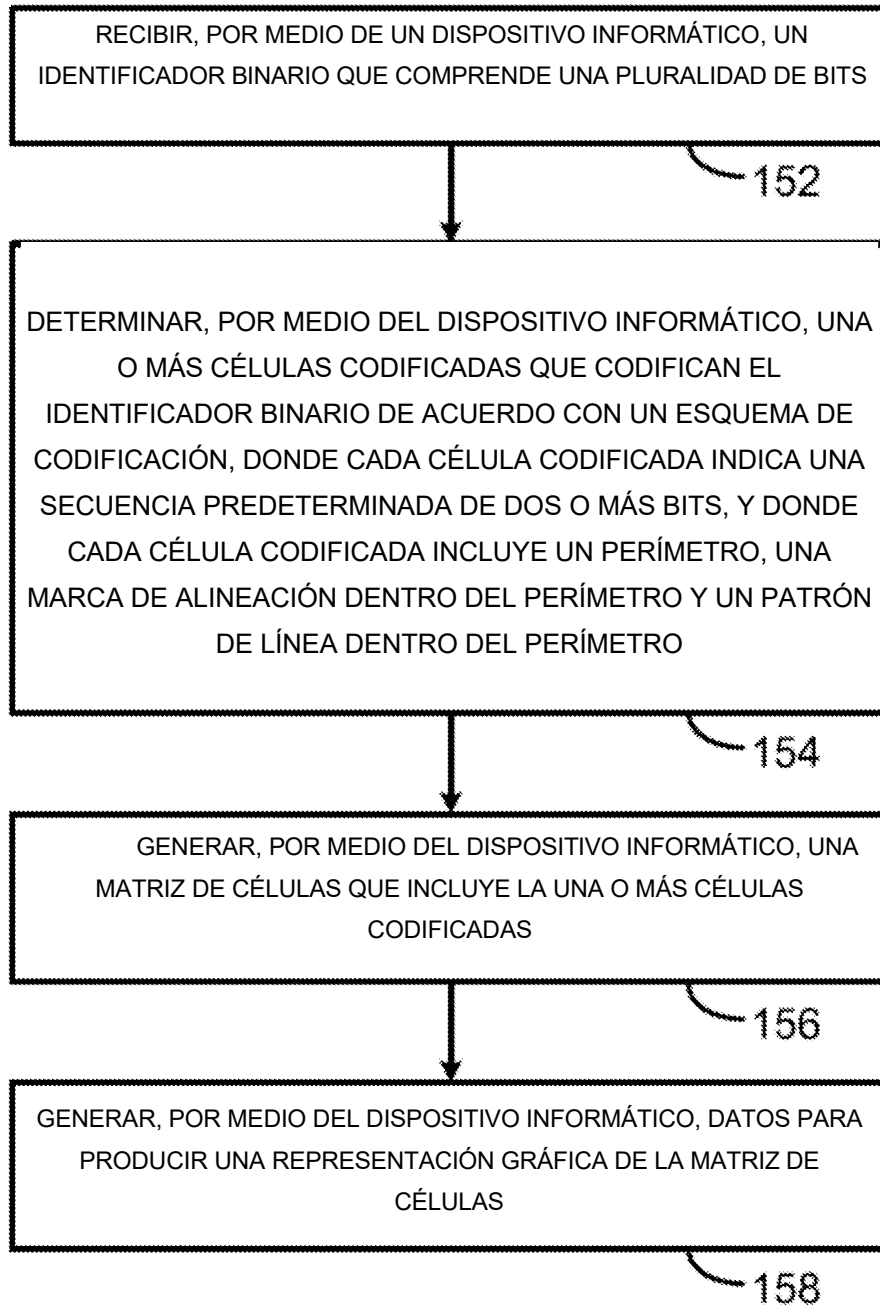 RECIBIR, POR MEDIO DE UN DISPOSITIVO INFORMÁTICO, UN
IDENTIFICADOR BINARIO QUE COMPRENDE UNA PLURALIDAD DE BITS
152
DETERMINAR, POR MEDIO DEL DISPOSITIVO INFORMÁTICO, UNA
O MÁS CÉLULAS CODIFICADAS QUE CODIFICAN EL
IDENTIFICADOR BINARIO DE ACUERDO CON UN ESQUEMA DE
CODIFICACIÓN, DONDE CADA CÉLULA CODIFICADA INDICA UNA
SECUENCIA PREDETERMINADA DE DOS O MÁS BITS, Y DONDE
CADA CÉLULA CODIFICADA INCLUYE UN PERÍMETRO, UNA
MARCA DE ALINEACIÓN DENTRO DEL PERÍMETRO Y UN PATRÓN
DE LÍNEA DENTRO DEL PERÍMETRO
154
GENERAR, POR MEDIO DEL DISPOSITIVO INFORMÁTICO, UNA
MATRIZ DE CÉLULAS QUE INCLUYE LA UNA O MÁS CÉLULAS
CODIFICADAS
156
GENERAR, POR MEDIO DEL DISPOSITIVO INFORMÁTICO, DATOS PARA
PRODUCIR UNA REPRESENTACIÓN GRÁFICA DE LA MATRIZ DE
CÉLULAS
158